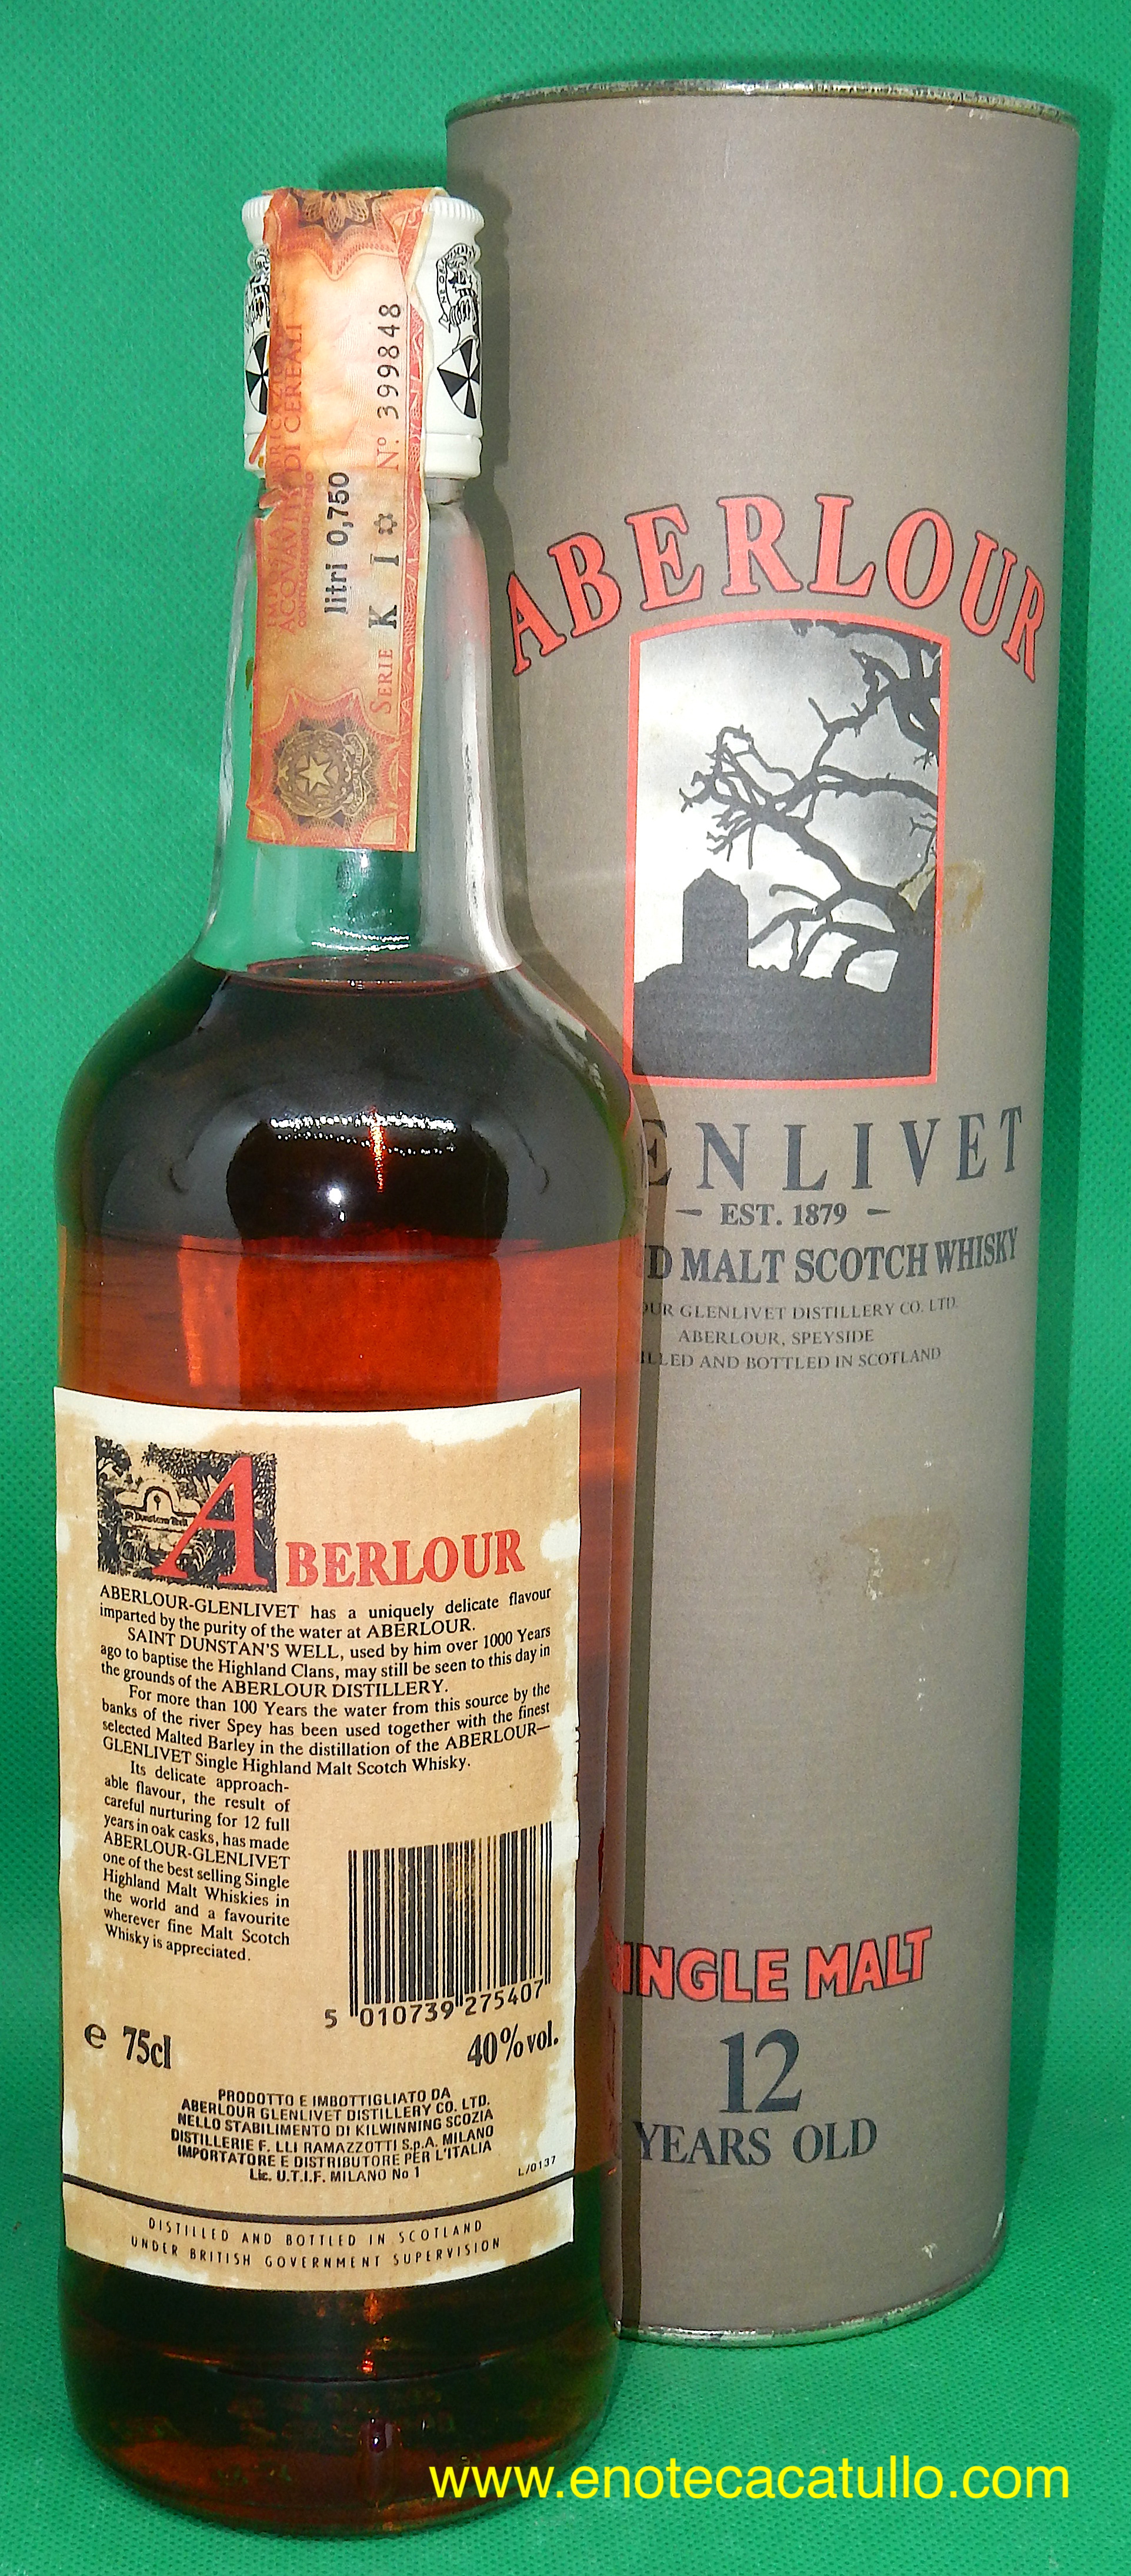 ACQUAVITI DI CEREALI
litri 0,750
SERIE K I ✡ Nº. 399848
ABERLOUR
ENLIVET
EST. 1879
D MALT SCOTCH WHISKY
OUR GLENLIVET DISTILLERY CO. LTD.
ABERLOUR, SPEYSIDE
ILLED AND BOTTLED IN SCOTLAND
INGLE MALT
12
YEARS OLD
St Dunstans Well
ABERLOUR
ABERLOUR-GLENLIVET has a uniquely delicate flavour
imparted by the purity of the water at ABERLOUR.
SAINT DUNSTAN'S WELL, used by him over 1000 Years
ago to baptise the Highland Clans, may still be seen to this day in
the grounds of the ABERLOUR DISTILLERY.
For more than 100 Years the water from this source by the
banks of the river Spey has been used together with the finest
selected Malted Barley in the distillation of the ABERLOUR—
GLENLIVET Single Highland Malt Scotch Whisky.
Its delicate approach-
able flavour, the result of
careful nurturing for 12 full
years in oak casks, has made
ABERLOUR-GLENLIVET
one of the best selling Single
Highland Malt Whiskies in
the world and a favourite
wherever fine Malt Scotch
Whisky is appreciated.
5 010739 275407
e 75cl
40% vol.
PRODOTTO E IMBOTTIGLIATO DA
ABERLOUR GLENLIVET DISTILLERY CO. LTD.
NELLO STABILIMENTO DI KILWINNING SCOZIA
DISTILLERIE F. LLI RAMAZZOTTI S.p.A. MILANO
IMPORTATORE E DISTRIBUTORE PER L'ITALIA
Lic. U.T.I.F. MILANO No 1
L/0137
DISTILLED AND BOTTLED IN SCOTLAND
UNDER BRITISH GOVERNMENT SUPERVISION
www.enotecacatullo.com